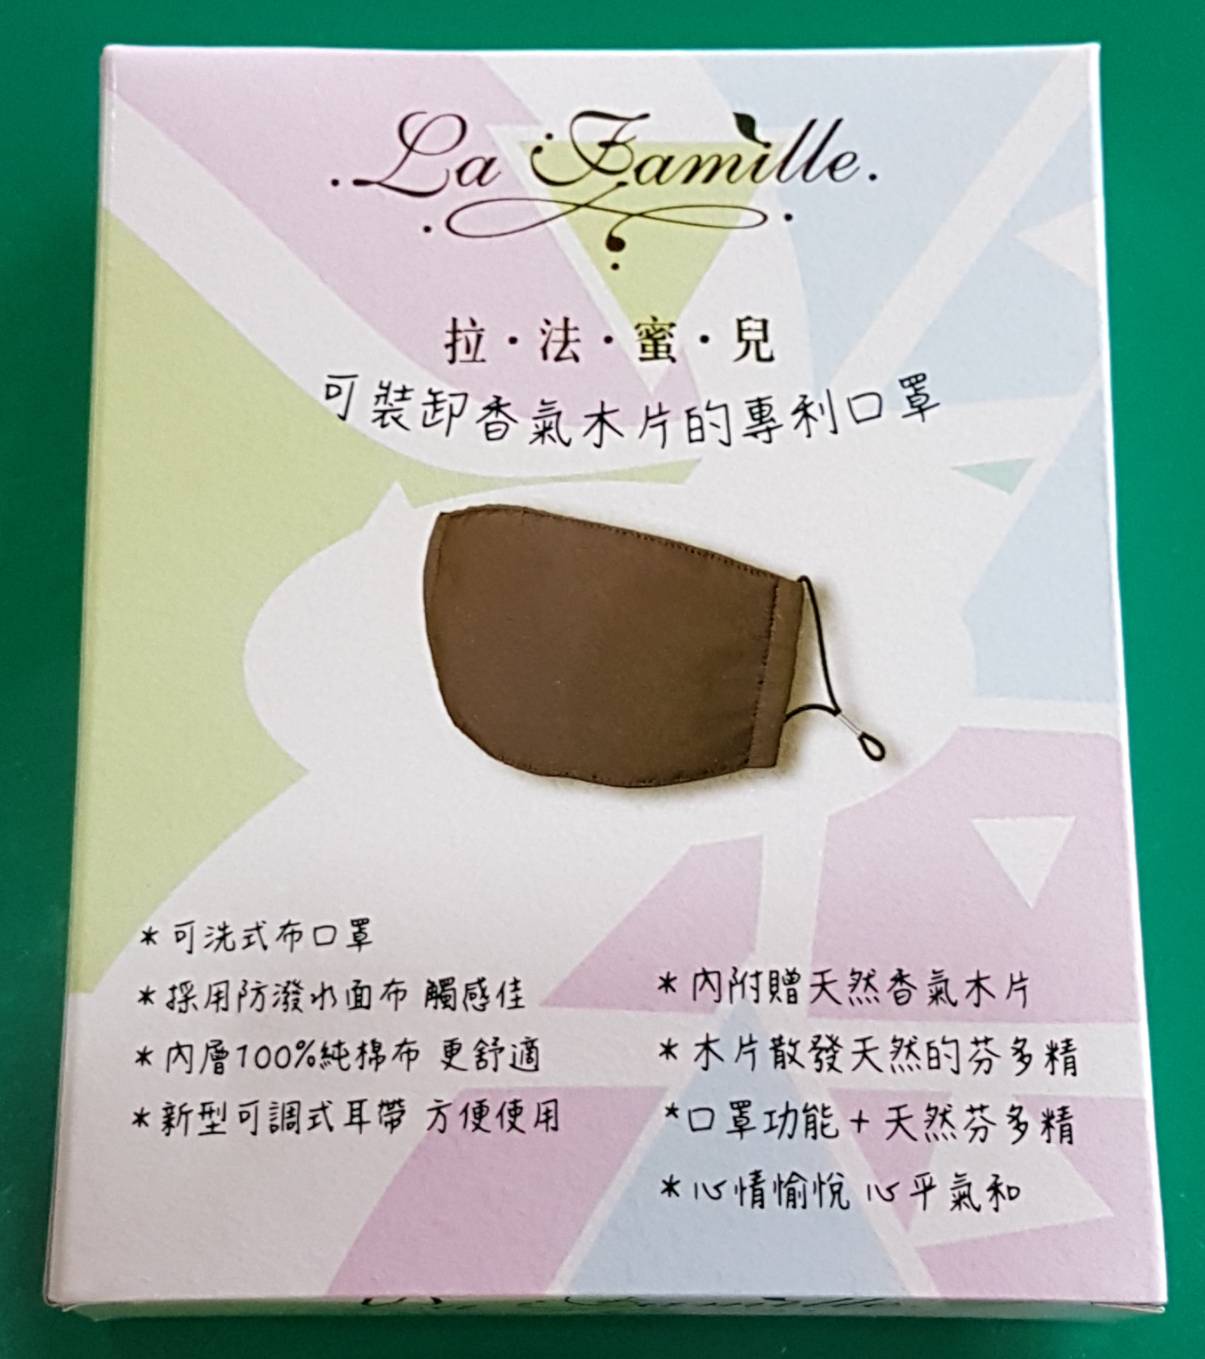 La Famille
拉·法·蜜·兒
可裝卸香氣木片的專利口罩
*可洗式布口罩
*採用防潑水面布 觸感佳
*內層100%純棉布 更舒適
*新型可調式耳帶 方便使用
*內附贈天然香氣木片
*木片散發天然的芬多精
*口罩功能+天然芬多精
*心情愉悅 心平氣和